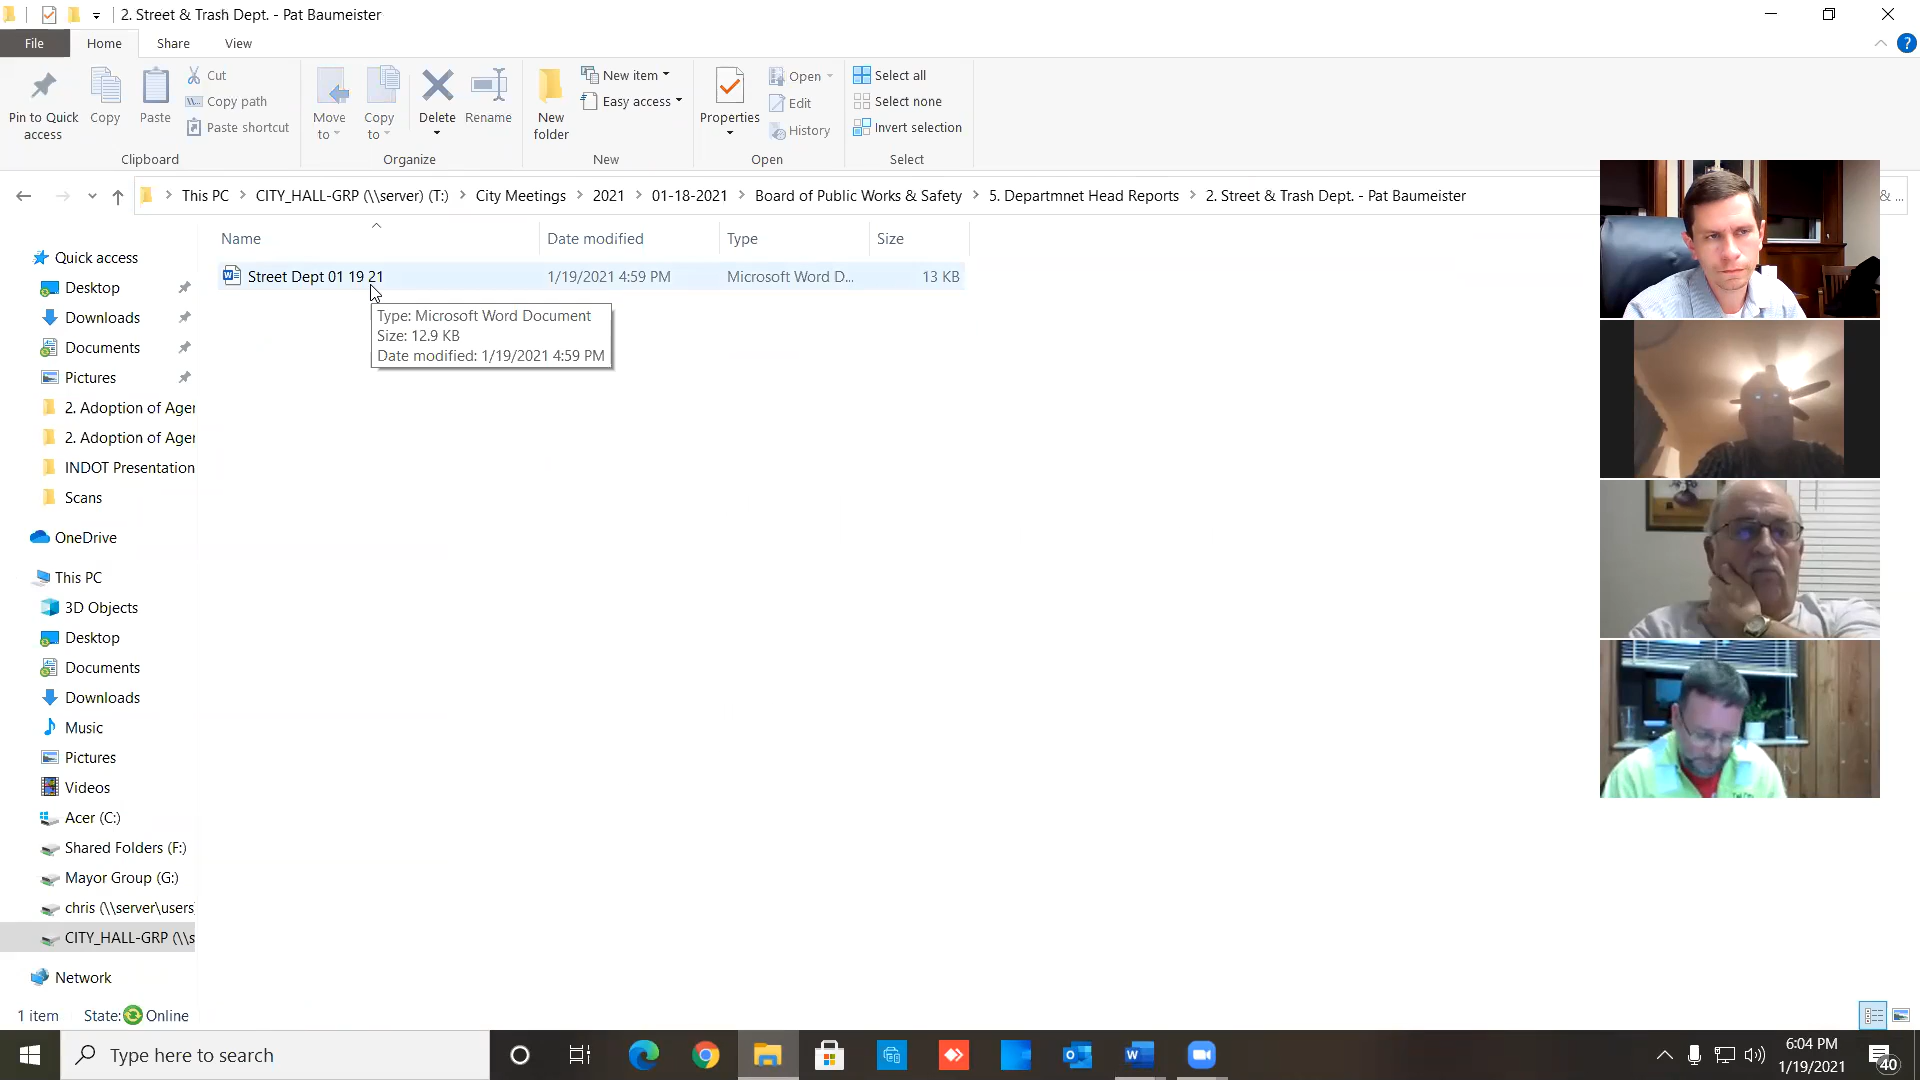 2. Street & Trash Dept. - Pat Baumeister
File Home Share View
Pin to Quick access
Copy
Paste
Cut
Copy path
Paste shortcut
Clipboard
Move to
Copy to
Delete
Rename
Organize
New folder
New item
Easy access
New
Properties
Open
Edit
History
Open
Select all
Select none
Invert selection
Select
This PC > CITY_HALL-GRP (\\server) (T:) > City Meetings > 2021 > 01-18-2021 > Board of Public Works & Safety > 5. Departmnet Head Reports > 2. Street & Trash Dept. - Pat Baumeister
& ...
Name Date modified Type Size
Street Dept 01 19 21 1/19/2021 4:59 PM Microsoft Word D... 13 KB
Type: Microsoft Word Document
Size: 12.9 KB
Date modified: 1/19/2021 4:59 PM
Quick access
Desktop
Downloads
Documents
Pictures
2. Adoption of Ager
2. Adoption of Ager
INDOT Presentation
Scans
OneDrive
This PC
3D Objects
Desktop
Documents
Downloads
Music
Pictures
Videos
Acer (C:)
Shared Folders (F:)
Mayor Group (G:)
chris (\\server\users
CITY_HALL-GRP (\\s
Network
1 item State: Online
Type here to search
6:04 PM
1/19/2021
40